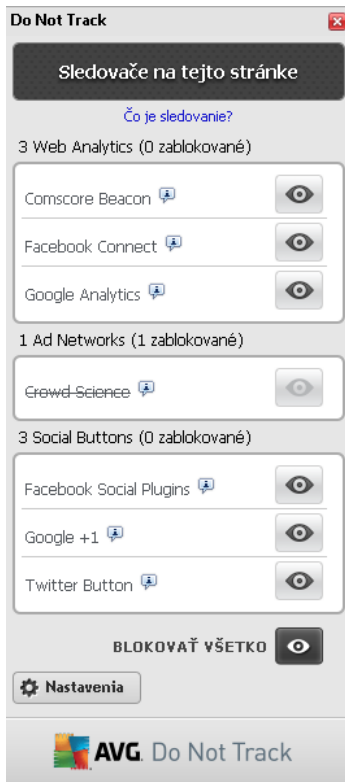 Do Not Track
Sledovače na tejto stránke
Čo je sledovanie?
3 Web Analytics (0 zablokované)
Comscore Beacon
Facebook Connect
Google Analytics
1 Ad Networks (1 zablokované)
Crowd Science
3 Social Buttons (0 zablokované)
Facebook Social Plugins
Google +1
Twitter Button
BLOKOVAŤ VŠETKO
Nastavenia
AVG. Do Not Track